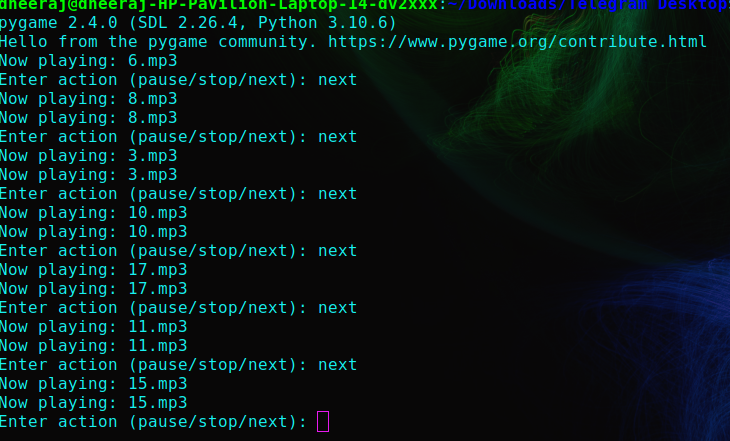 dheeraj@dheeraj-HP-Pavilion-Laptop-14-dv2xxx:~/Downloads/Telegram Desktop
pygame 2.4.0 (SDL 2.26.4, Python 3.10.6)
Hello from the pygame community. https://www.pygame.org/contribute.html
Now playing: 6.mp3
Enter action (pause/stop/next): next
Now playing: 8.mp3
Now playing: 8.mp3
Enter action (pause/stop/next): next
Now playing: 3.mp3
Now playing: 3.mp3
Enter action (pause/stop/next): next
Now playing: 10.mp3
Now playing: 10.mp3
Enter action (pause/stop/next): next
Now playing: 17.mp3
Now playing: 17.mp3
Enter action (pause/stop/next): next
Now playing: 11.mp3
Now playing: 11.mp3
Enter action (pause/stop/next): next
Now playing: 15.mp3
Now playing: 15.mp3
Enter action (pause/stop/next):